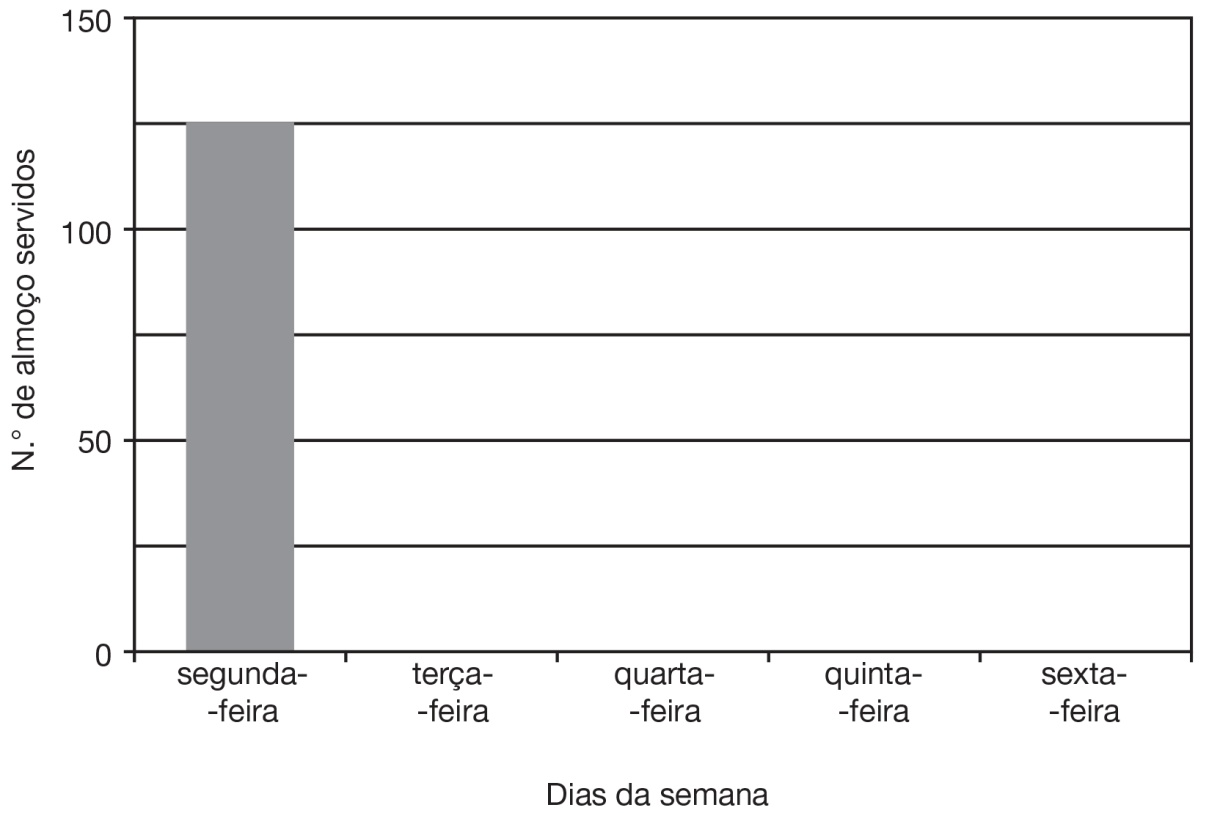 150
100
50
0
N.° de almoço servidos
segunda-
-feira
terça-
-feira
quarta-
-feira
quinta-
-feira
sexta-
-feira
Dias da semana